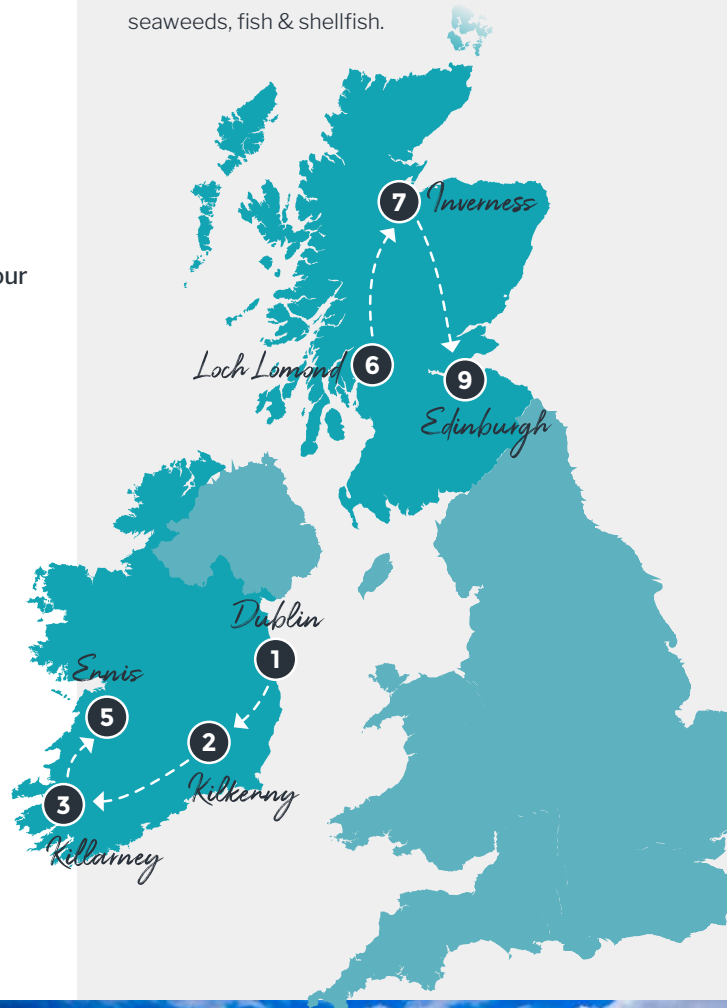 seaweeds, fish & shellfish.
7 Inverness
our
Loch Lomond 6
9
Edinburgh
Dublin
1
Ennis
5
2
Kilkenny
3
Killarney